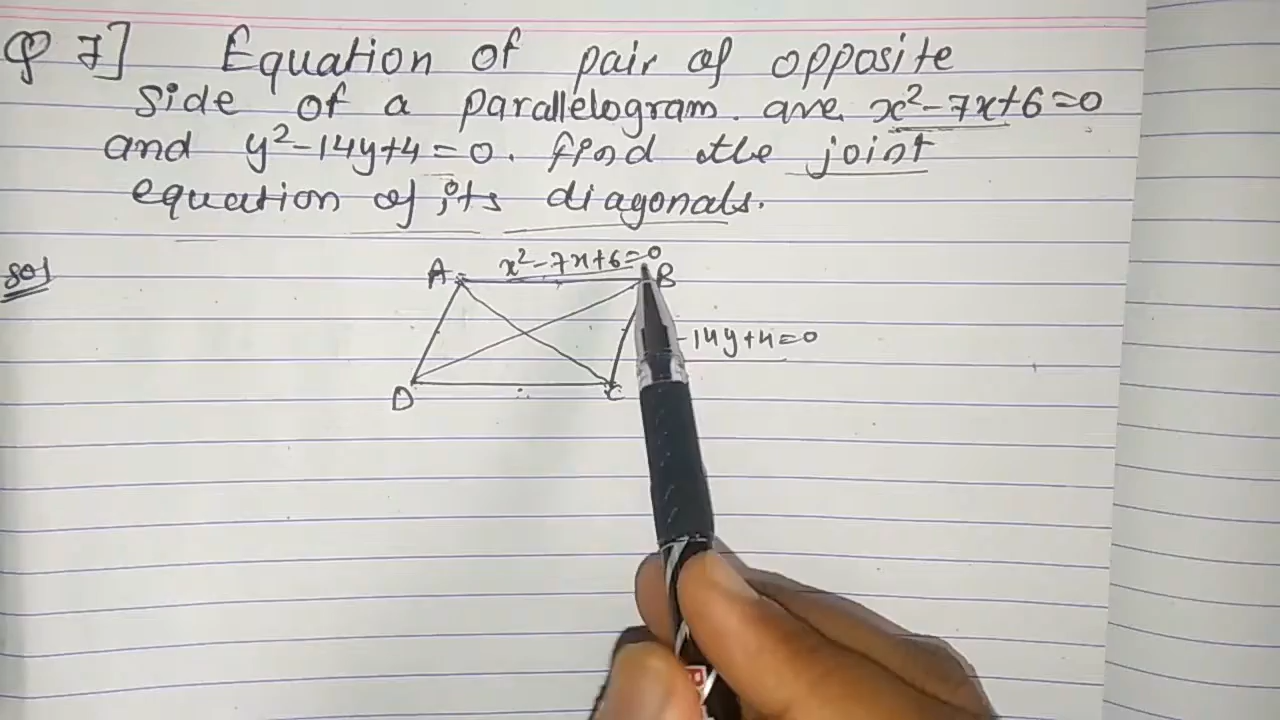 Q 7] Equation of pair of opposite
side of a parallelogram. are x²-7x+6=0
and y²-14y+4=0. find the joint
equation of its diagonals.
sol
x²-7x+6=0
A B
-14y+4=0
D C